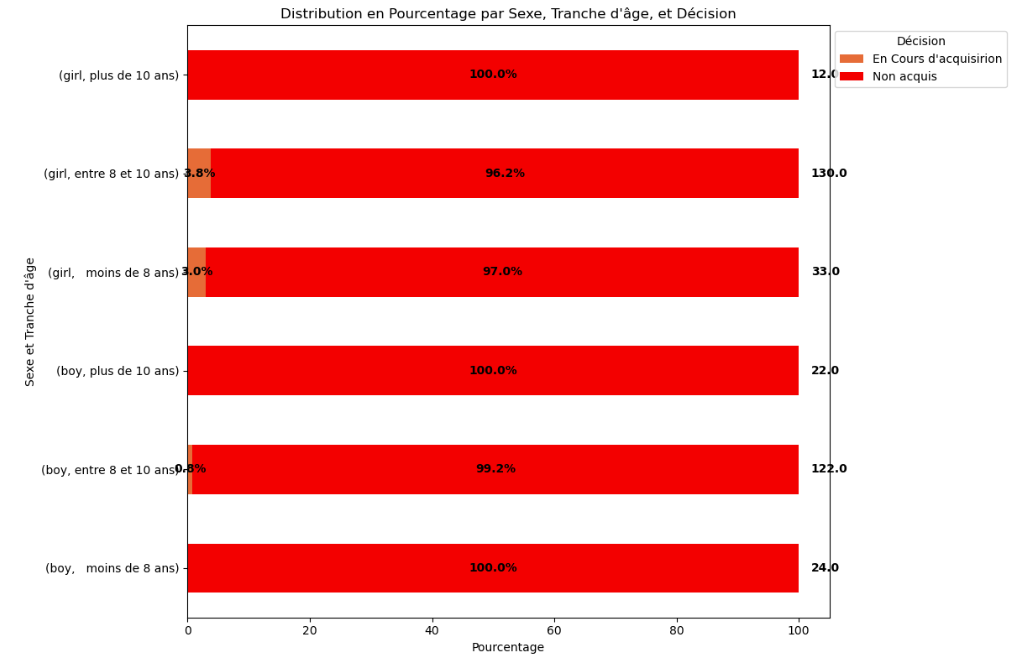 Distribution en Pourcentage par Sexe, Tranche d'âge, et Décision
Décision
En Cours d'acquisirion
Non acquis
(girl, plus de 10 ans) 100.0% 12.0
(girl, entre 8 et 10 ans) 3.8% 96.2% 130.0
(girl,   moins de 8 ans) 3.0% 97.0% 33.0
(boy, plus de 10 ans) 100.0% 22.0
(boy, entre 8 et 10 ans) 0.8% 99.2% 122.0
(boy,   moins de 8 ans) 100.0% 24.0
Sexe et Tranche d'âge
0 20 40 60 80 100
Pourcentage